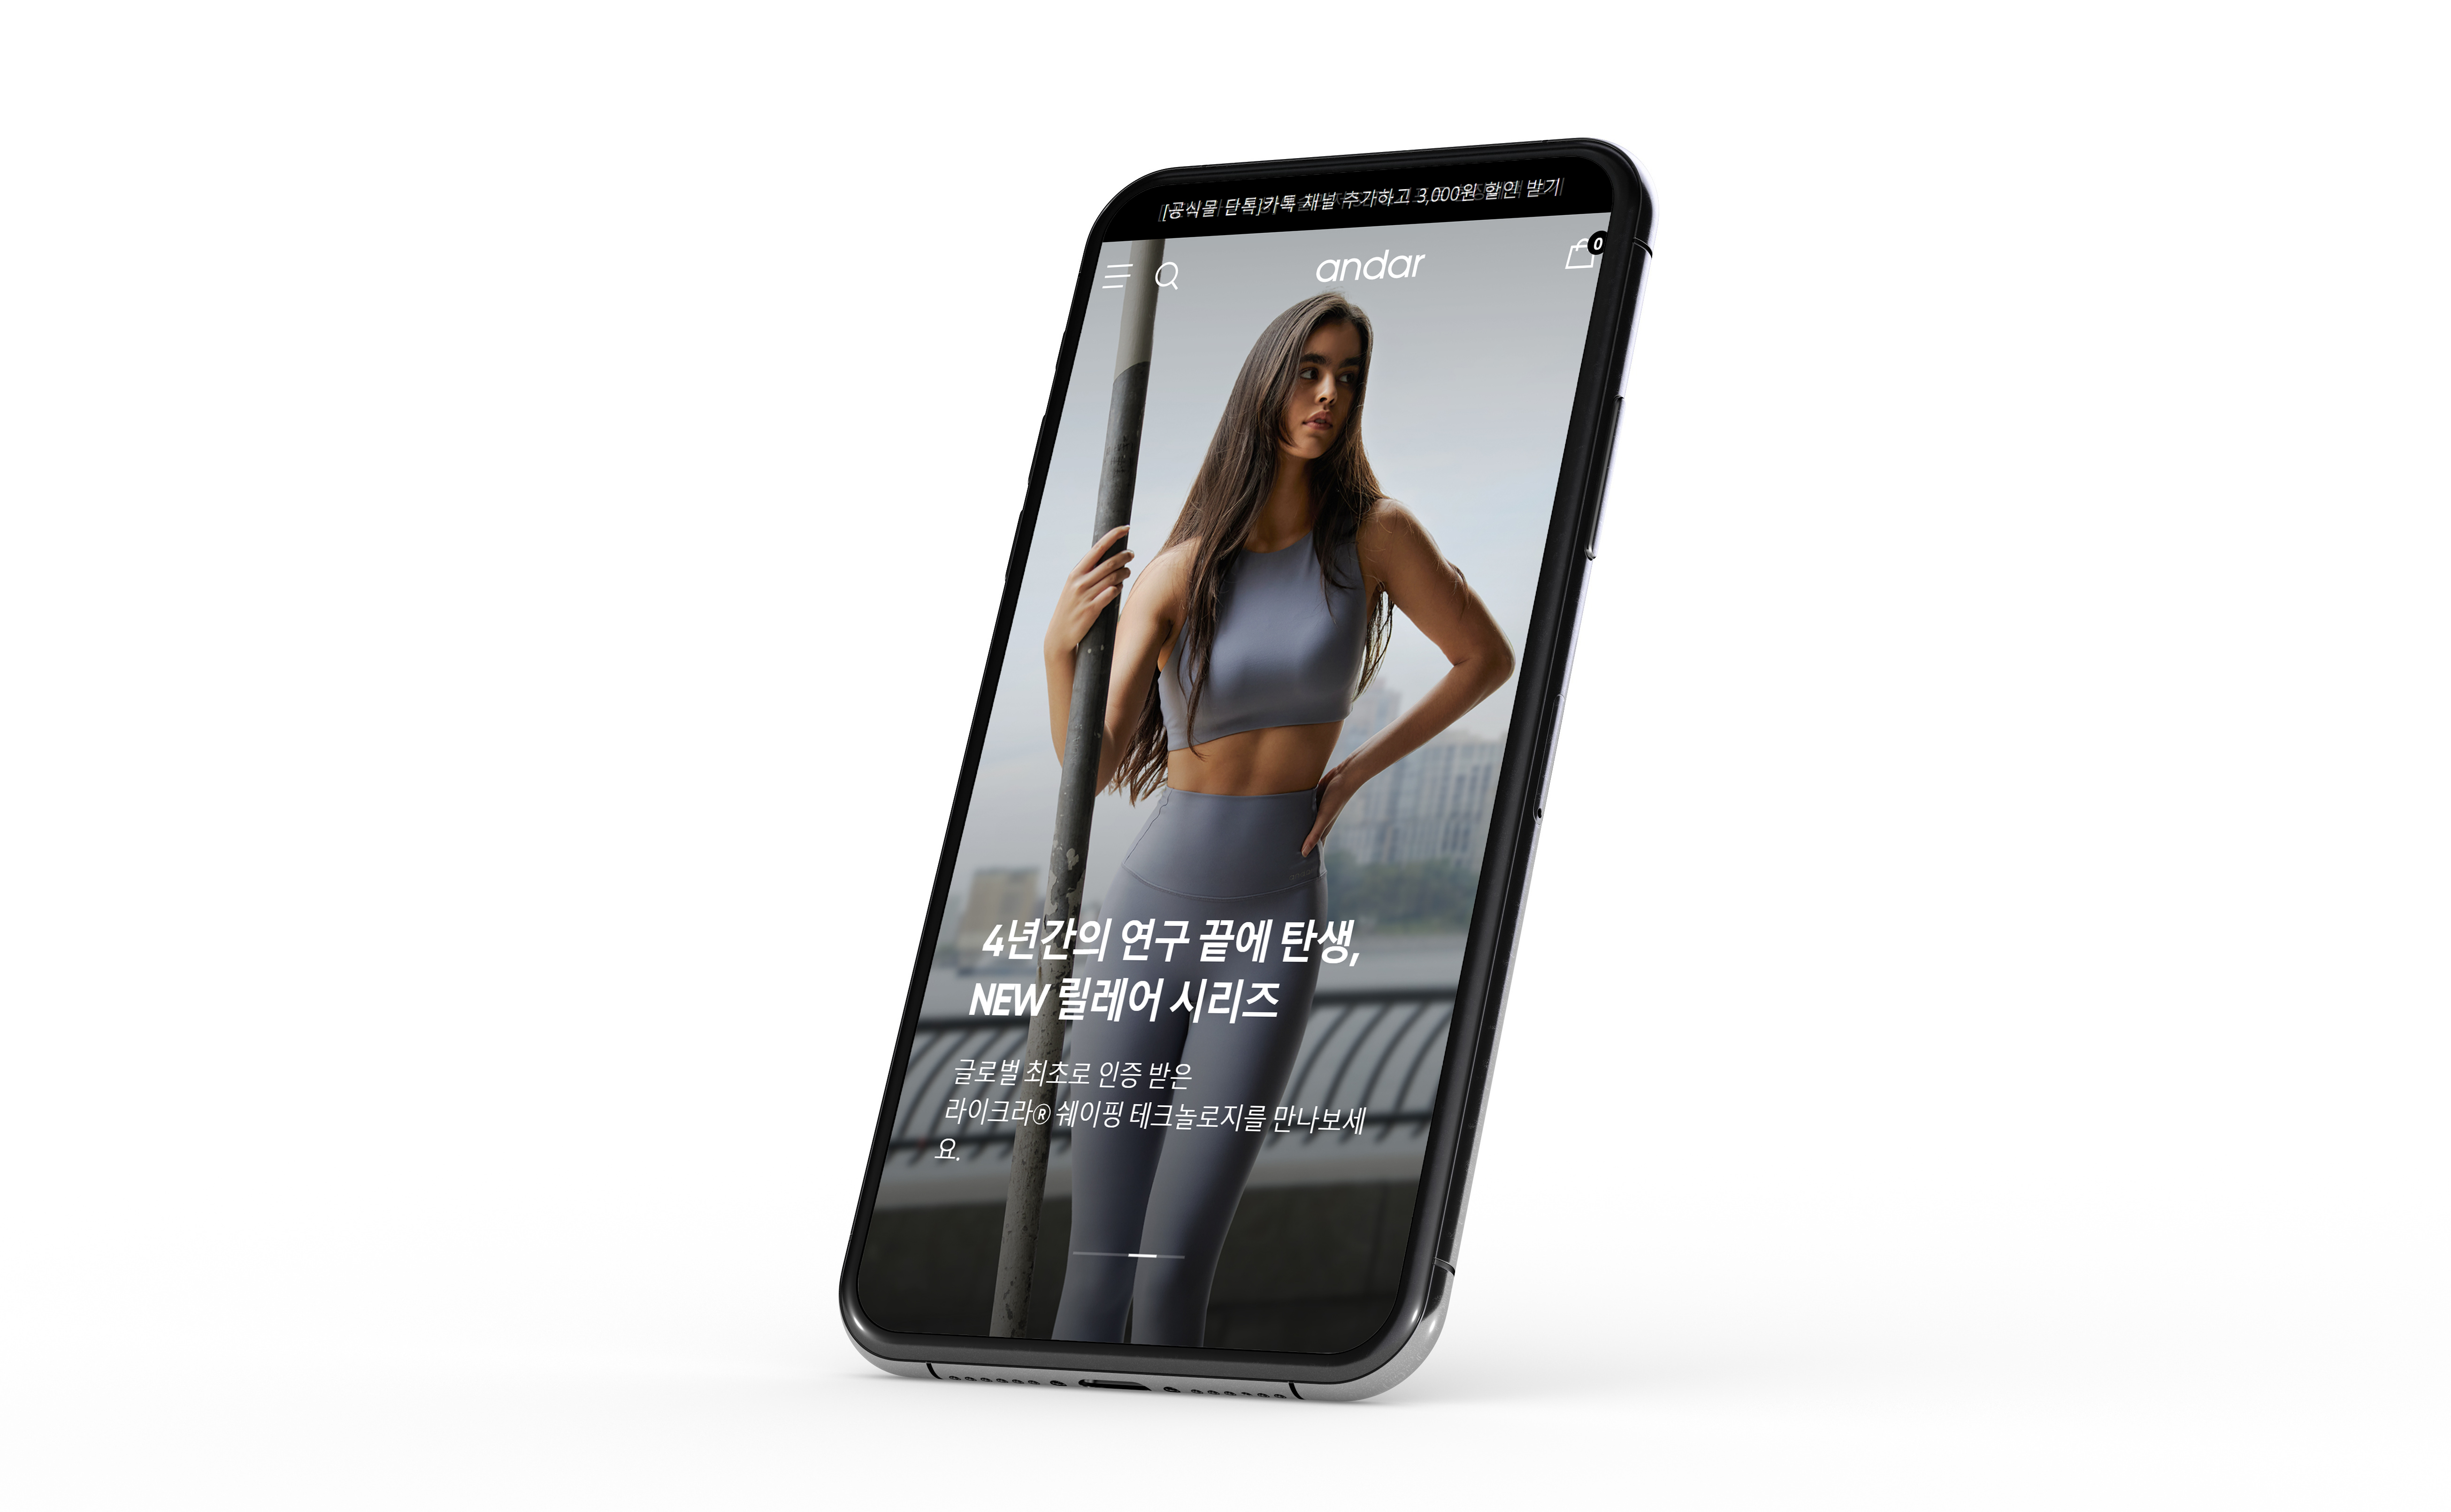 [공식몰 단독]카톡 채널 추가하고 3,000원 할인 받기
andar
0
4년간의 연구 끝에 탄생,
NEW 릴레어 시리즈
글로벌 최초로 인증 받은
라이크라® 쉐이핑 테크놀로지를 만나보세
요.